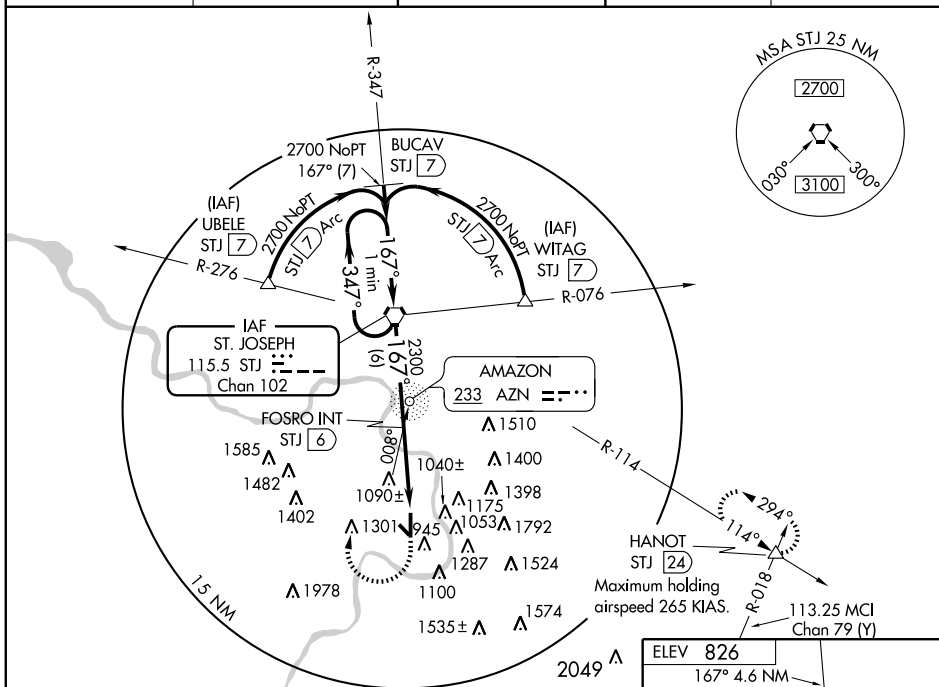 MSA STJ 25 NM
2700
030°
300°
3100
R-347
2700 NoPT
167° (7)
BUCAV
STJ 7
(IAF)
UBELE
STJ 7
2700 NoPT
STJ 7 Arc
2700 NoPT
STJ 7 Arc
(IAF)
WITAG
STJ 7
R-276
R-076
347°
1 min
167°
IAF
ST. JOSEPH
115.5 STJ
Chan 102
2300
167°
(6)
AMAZON
233 AZN
FOSRO INT
STJ 6
008°
1510
1585
1482
1402
1040±
1400
1398
1090±
1175
1301
945
1053
1792
1287
1524
1100
1978
1535±
1574
2049
15 NM
R-114
294°
114°
HANOT
STJ 24
Maximum holding
airspeed 265 KIAS.
R-018
113.25 MCI
Chan 79 (Y)
ELEV 826
167° 4.6 NM